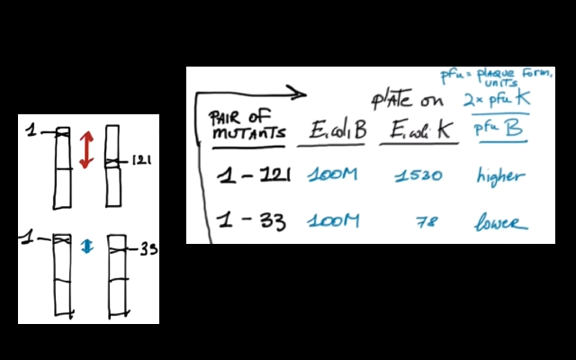 pfu = plaque form.
units
plate on 2x pfu K
PAIR OF
MUTANTS E.coli B E.coli K pfu B
1 - 121 100M 1530 higher
1 - 33 100M 78 lower
1
121
1
33